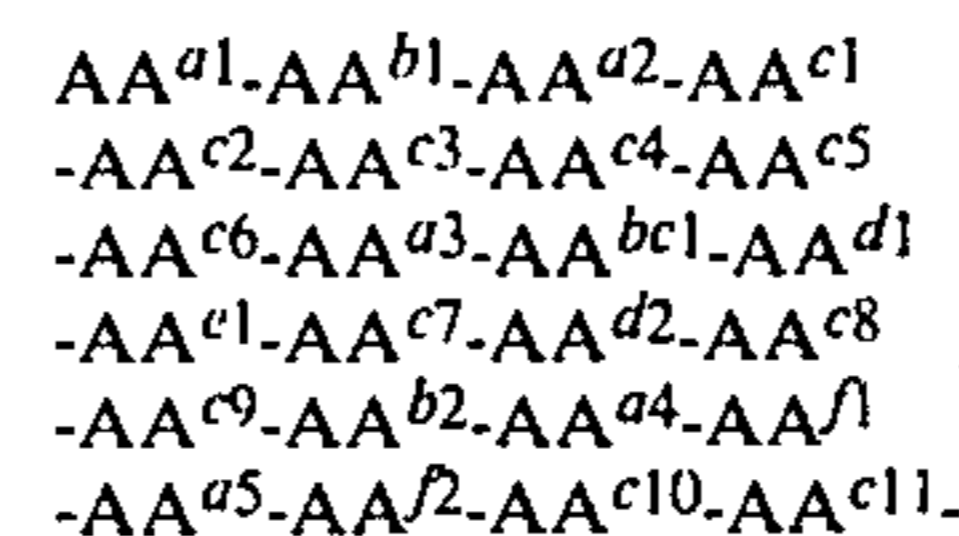 AA^a1-AA^b1-AA^a2-AA^c1
-AA^c2-AA^c3-AA^c4-AA^c5
-AA^c6-AA^a3-AA^bc1-AA^d1
-AA^e1-AA^c7-AA^d2-AA^c8
-AA^c9-AA^b2-AA^a4-AA^f1
-AA^a5-AA^f2-AA^c10-AA^c11-